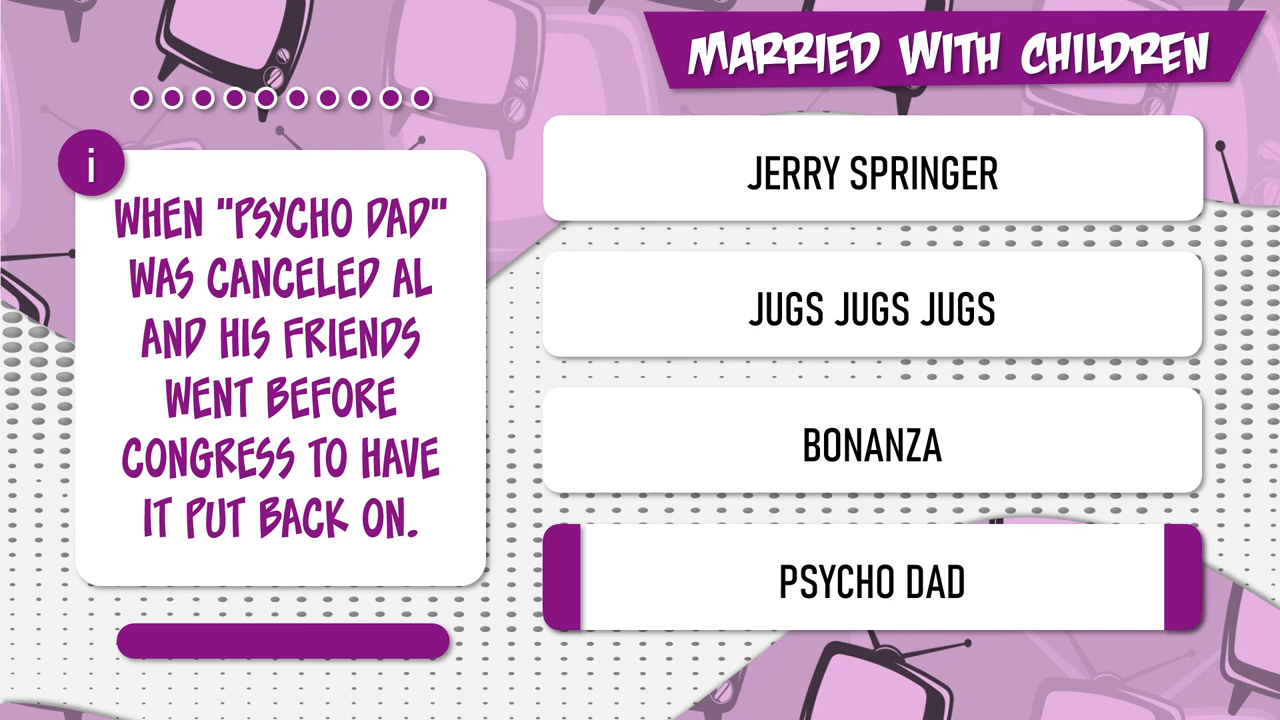 MARRIED WITH CHILDREN
i
WHEN "PSYCHO DAD"
WAS CANCELED AL
AND HIS FRIENDS
WENT BEFORE
CONGRESS TO HAVE
IT PUT BACK ON.
JERRY SPRINGER
JUGS JUGS JUGS
BONANZA
PSYCHO DAD